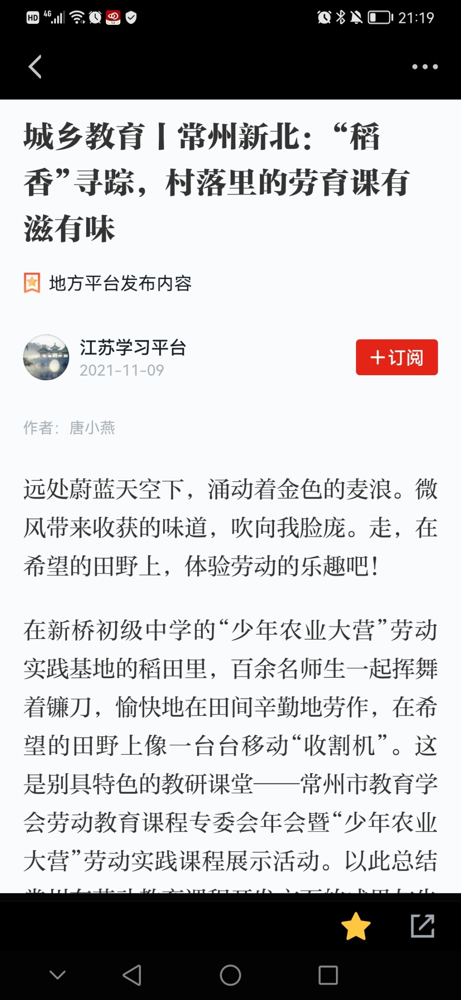 HD 4G 21:19
城乡教育丨常州新北：“稻
香”寻踪，村落里的劳育课有
滋有味
地方平台发布内容
江苏学习平台
2021-11-09
＋订阅
作者：唐小燕
远处蔚蓝天空下，涌动着金色的麦浪。微
风带来收获的味道，吹向我脸庞。走，在
希望的田野上，体验劳动的乐趣吧！
在新桥初级中学的“少年农业大营”劳动
实践基地的稻田里，百余名师生一起挥舞
着镰刀，愉快地在田间辛勤地劳作，在希
望的田野上像一台台移动“收割机”。这
是别具特色的教研课堂——常州市教育学
会劳动教育课程专委会年会暨“少年农业
大营”劳动实践课程展示活动。以此总结